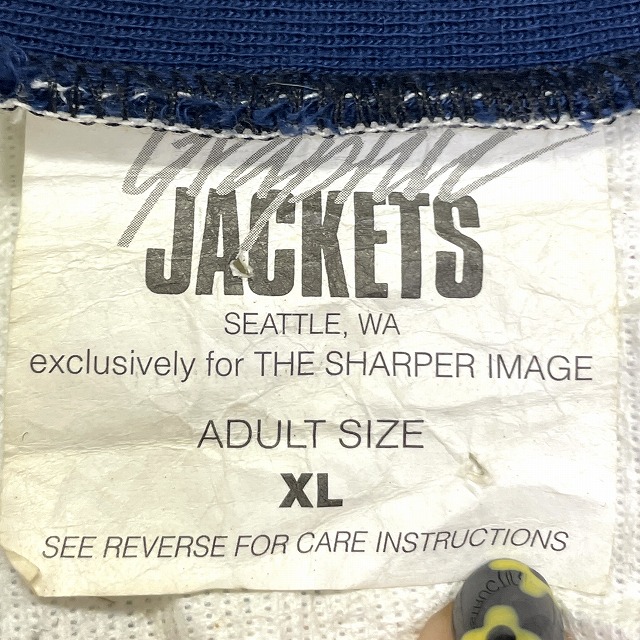 Graphic
JACKETS
SEATTLE, WA
exclusively for THE SHARPER IMAGE
ADULT SIZE
XL
SEE REVERSE FOR CARE INSTRUCTIONS